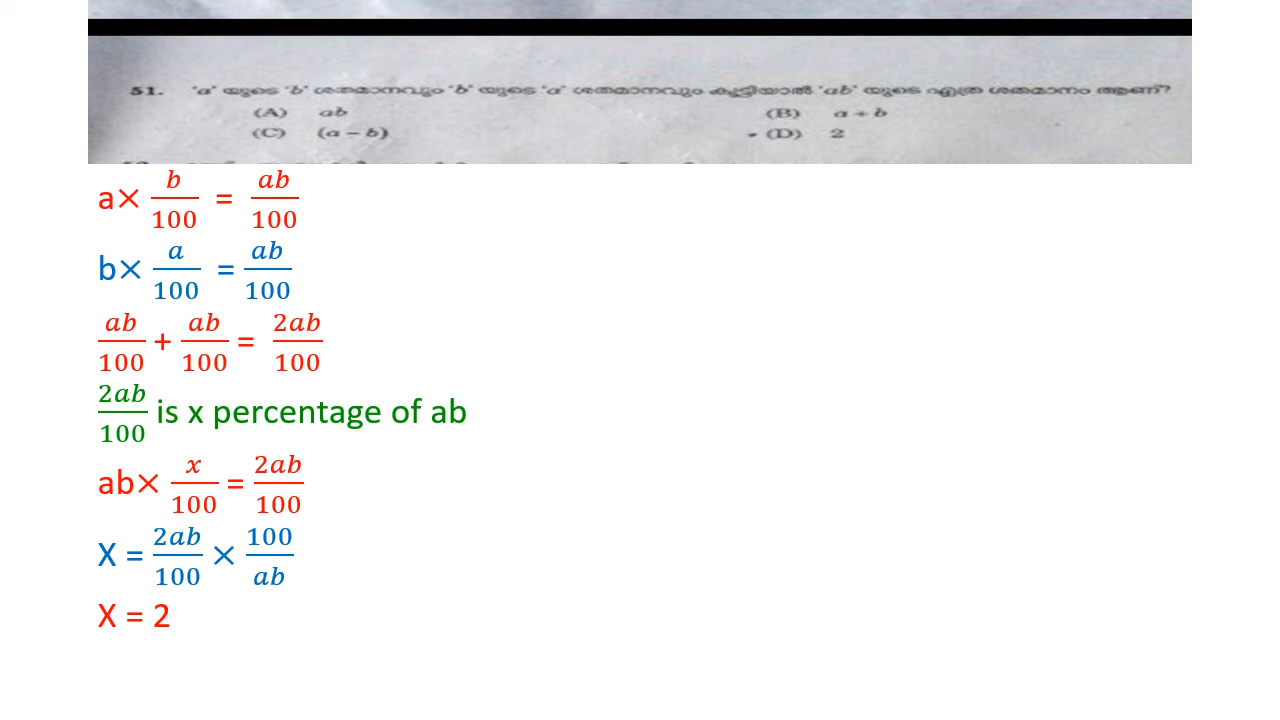 51. 'a' യുടെ 'b' ശതമാനവും 'b' യുടെ 'a' ശതമാനവും കൂട്ടിയാൽ 'ab' യുടെ എത്ര ശതമാനം ആണ്?
(A) ab (B) a + b
(C) (a − b) (D) 2
a× b/100 = ab/100
b× a/100 = ab/100
ab/100 + ab/100 = 2ab/100
2ab/100 is x percentage of ab
ab× x/100 = 2ab/100
X = 2ab/100 × 100/ab
X = 2